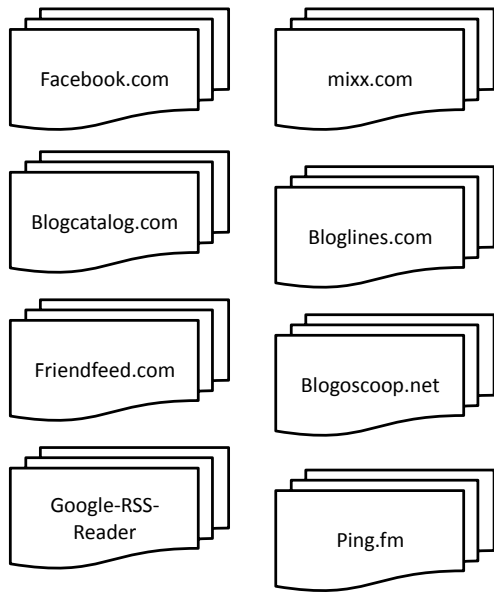 Facebook.com
mixx.com
Blogcatalog.com
Bloglines.com
Friendfeed.com
Blogoscoop.net
Google-RSS-
Reader
Ping.fm